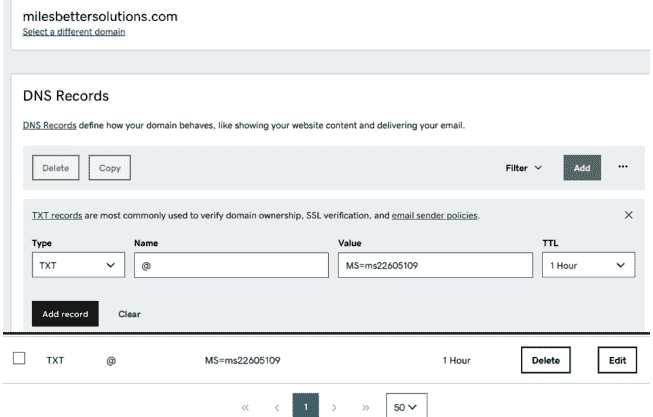 milesbettersolutions.com
Select a different domain
DNS Records
DNS Records define how your domain behaves, like showing your website content and delivering your email.
Delete Copy Filter Add ···
TXT records are most commonly used to verify domain ownership, SSL verification, and email sender policies.
Type Name Value TTL
TXT @ MS=ms22605109 1 Hour
Add record Clear
TXT @ MS=ms22605109 1 Hour Delete Edit
« ‹ 1 › » 50